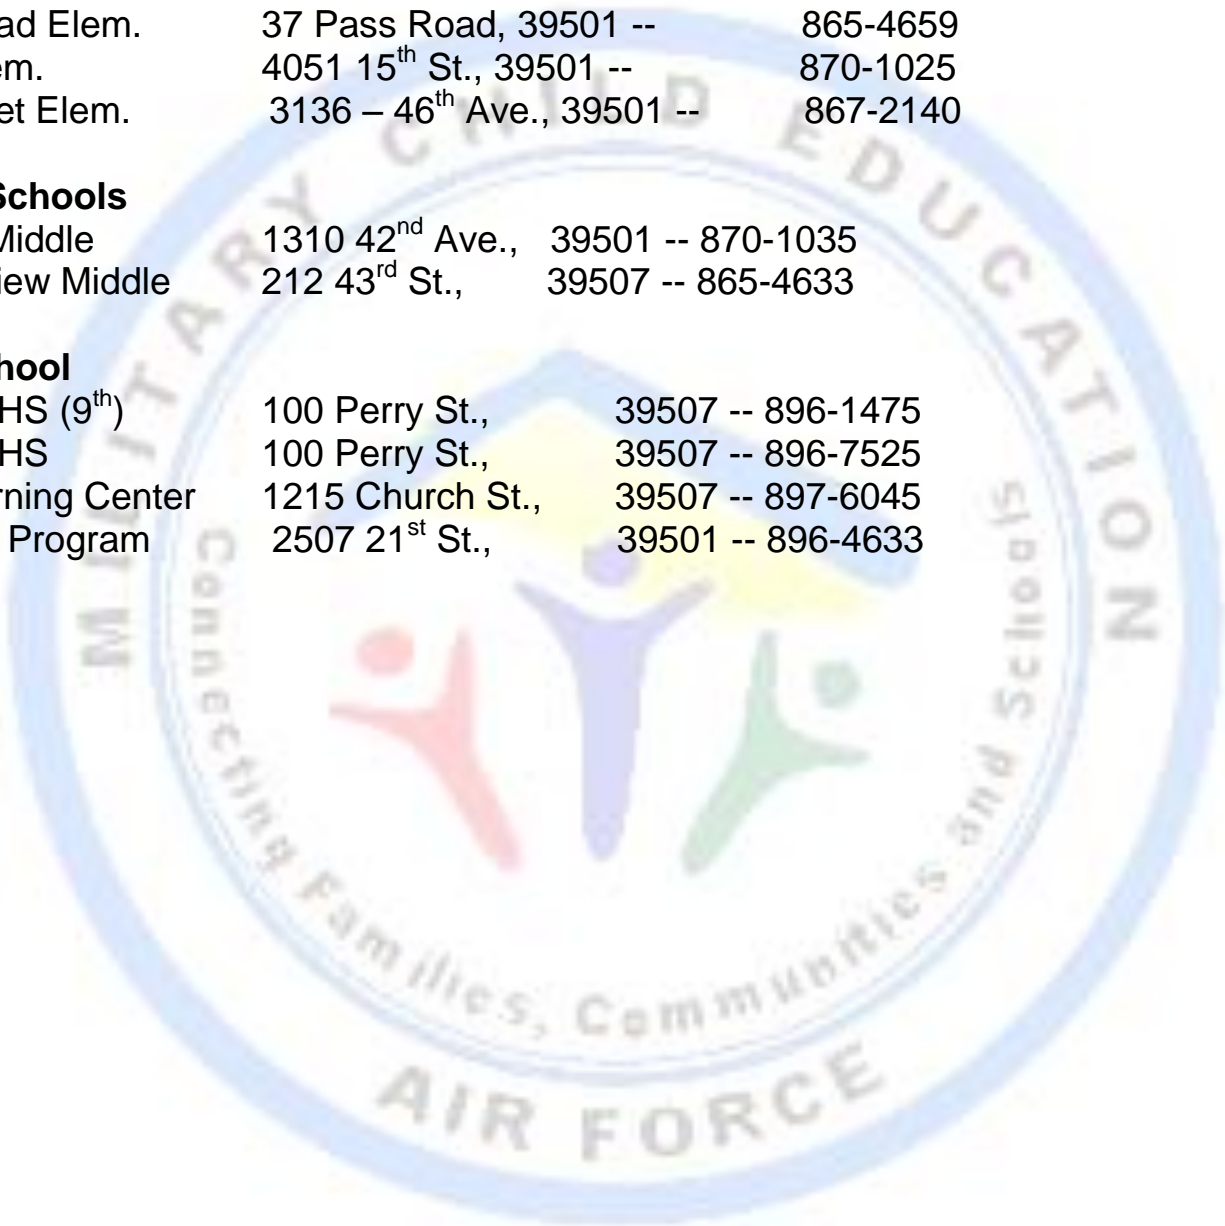 ad Elem. 37 Pass Road, 39501 -- 865-4659
em. 4051 15th St., 39501 -- 870-1025
et Elem. 3136 – 46th Ave., 39501 -- 867-2140
Schools
Middle 1310 42nd Ave., 39501 -- 870-1035
iew Middle 212 43rd St., 39507 -- 865-4633
hool
HS (9th) 100 Perry St., 39507 -- 896-1475
HS 100 Perry St., 39507 -- 896-7525
rning Center 1215 Church St., 39507 -- 897-6045
Program 2507 21st St., 39501 -- 896-4633
MILITARY CHILD EDUCATION
Connecting Families, Communities and Schools
AIR FORCE